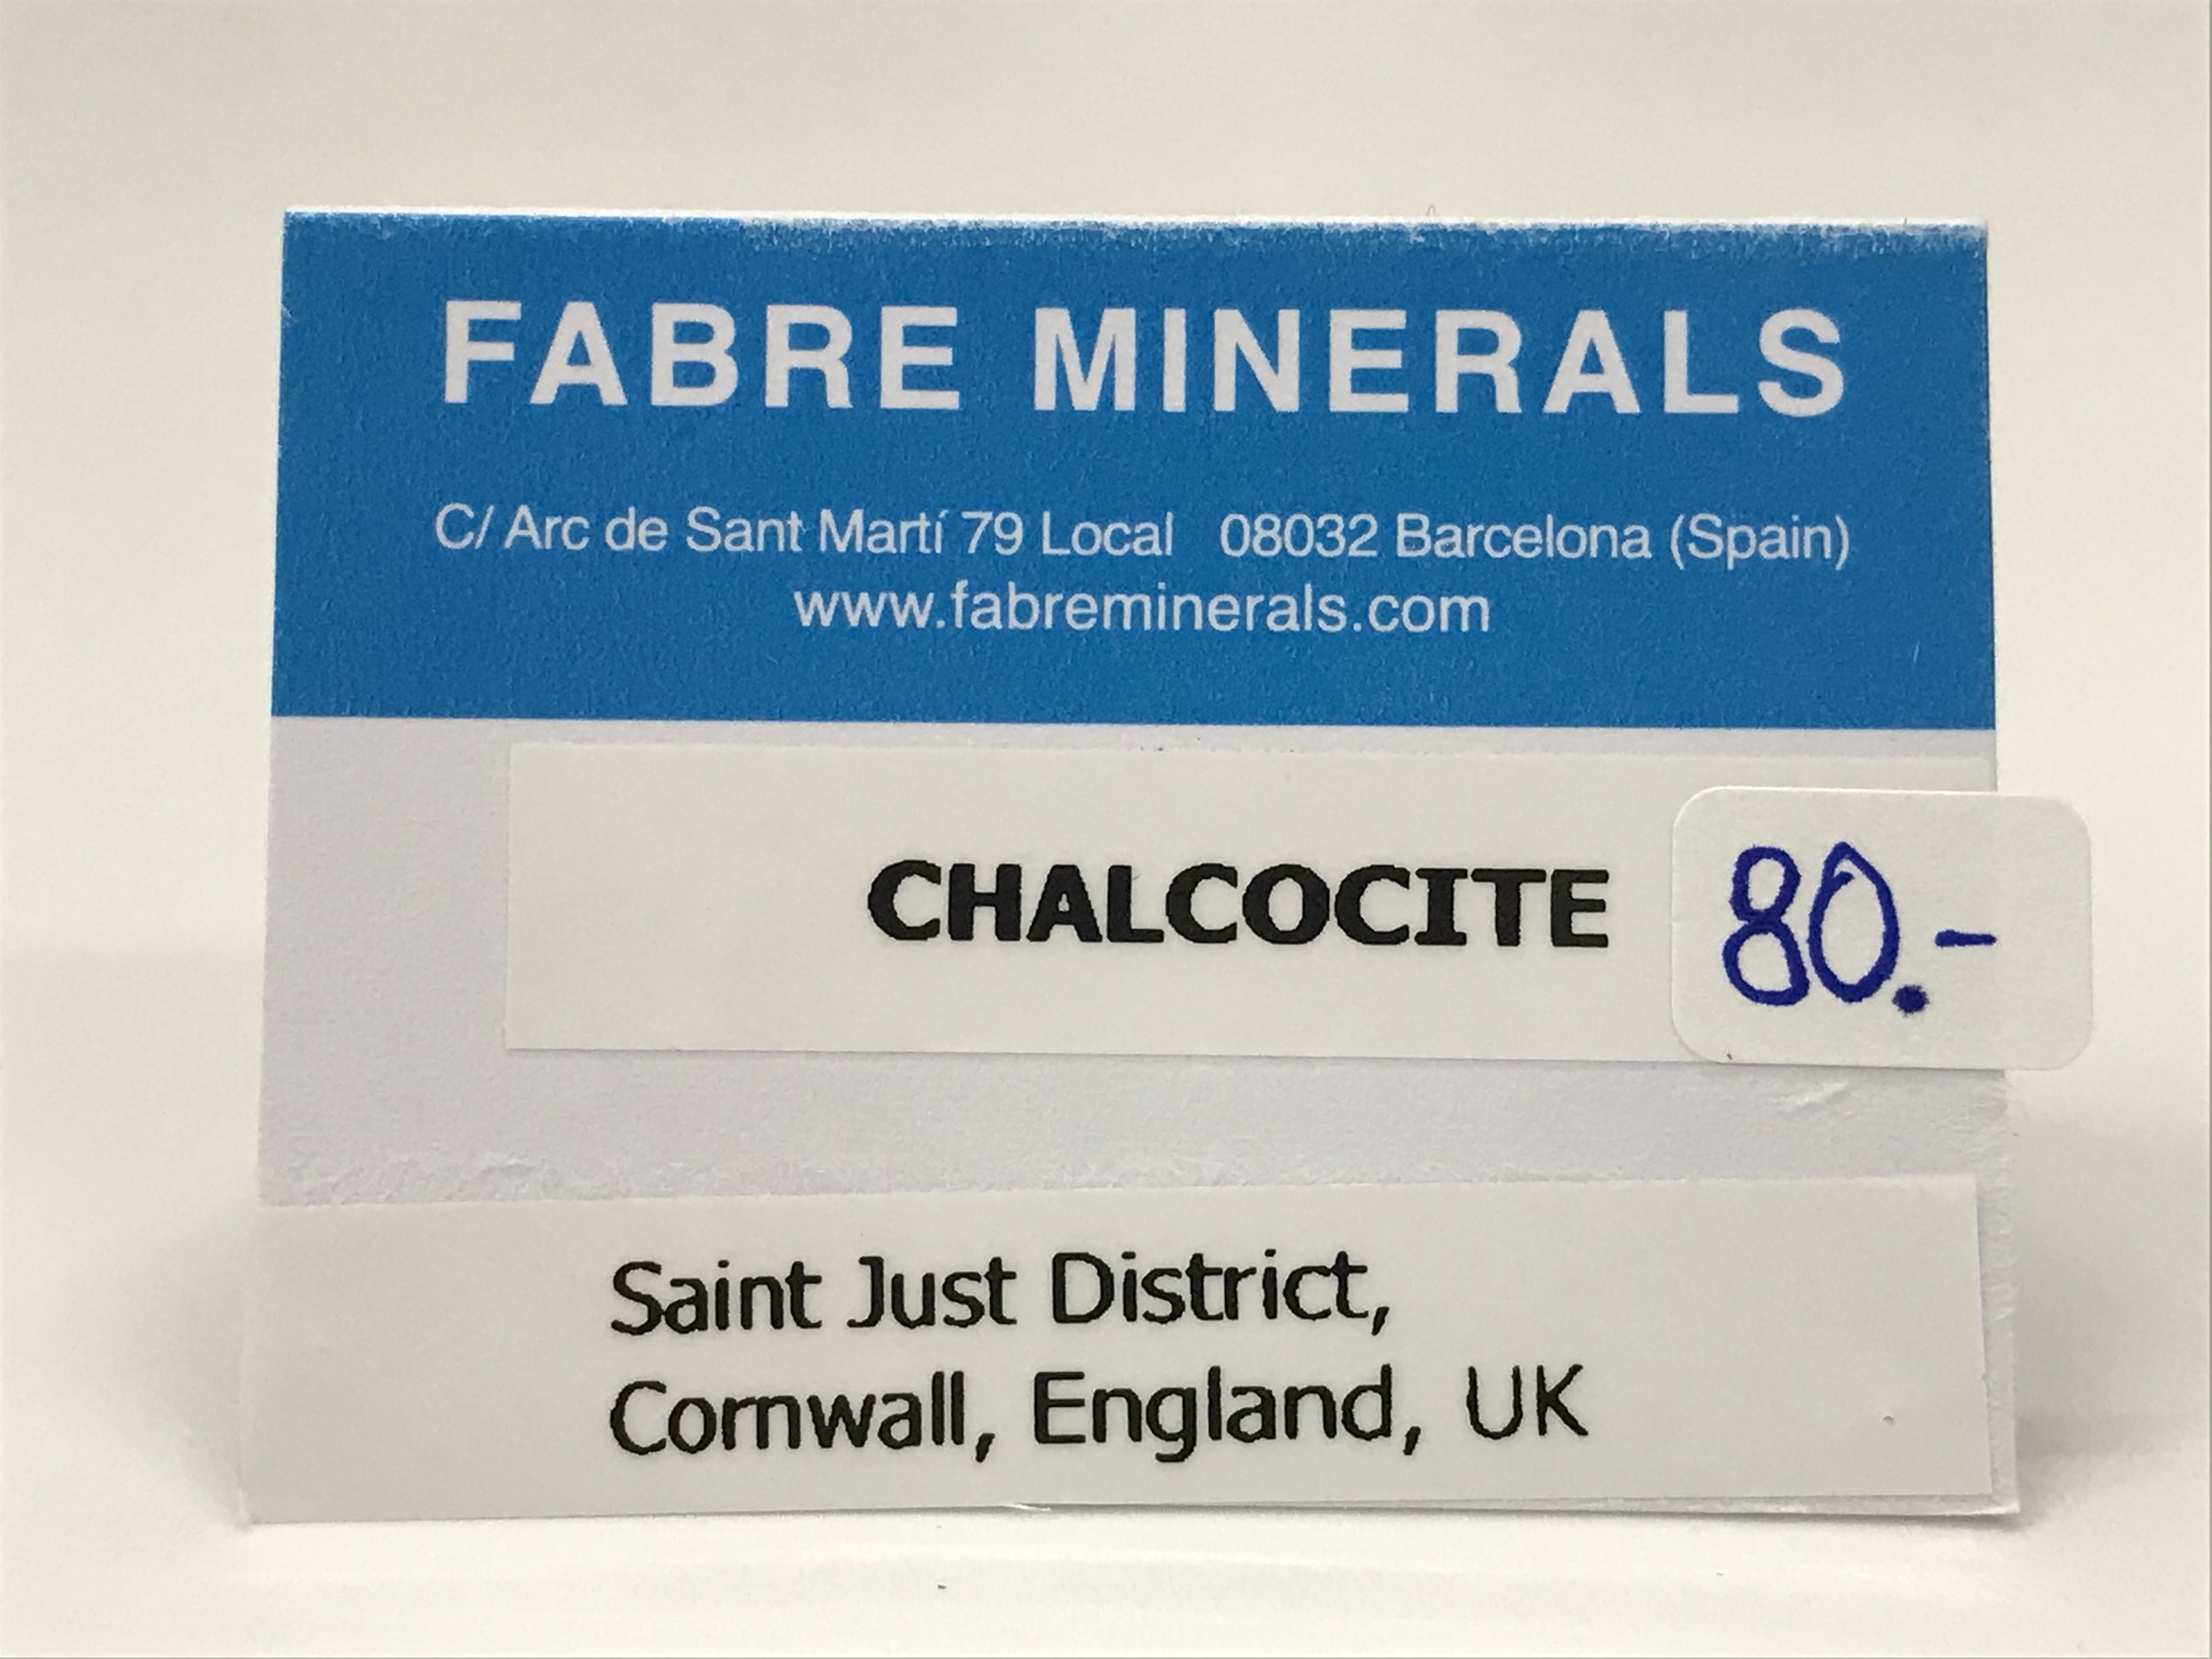 FABRE MINERALS
C/ Arc de Sant Martí 79 Local 08032 Barcelona (Spain)
www.fabreminerals.com
CHALCOCITE
80.-
Saint Just District,
Cornwall, England, UK